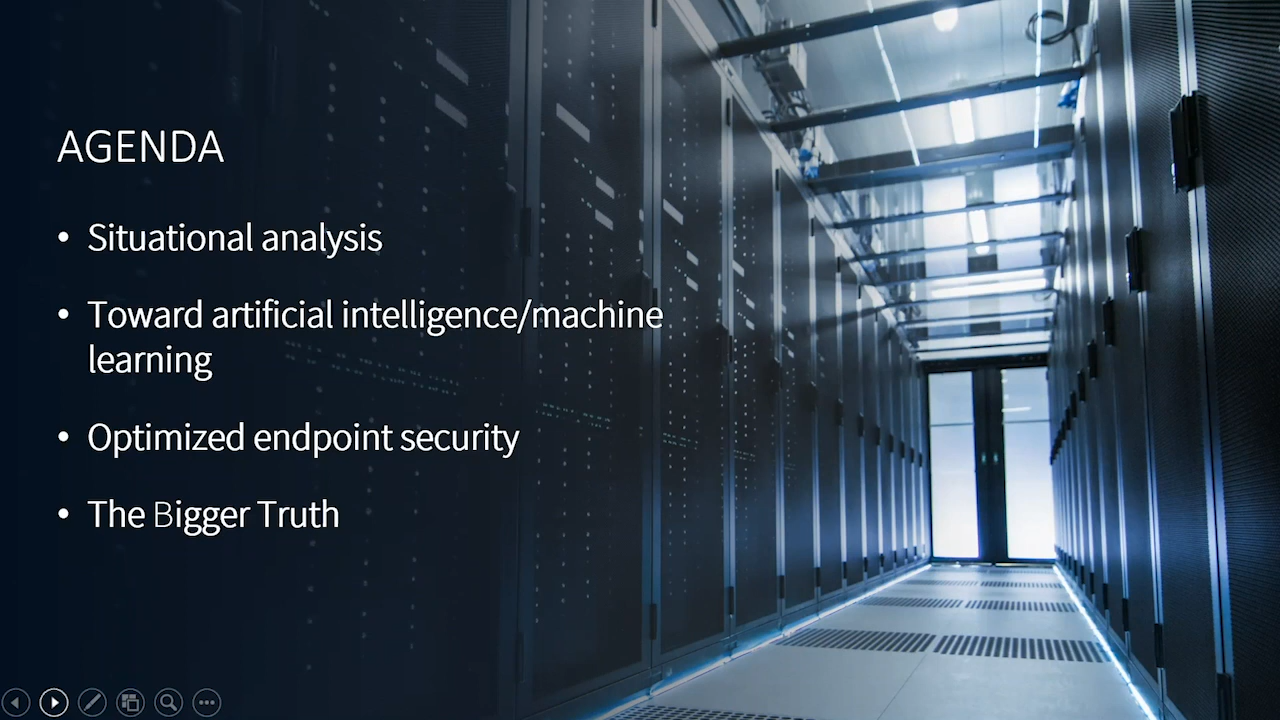 AGENDA
• Situational analysis
• Toward artificial intelligence/machine
learning
• Optimized endpoint security
• The Bigger Truth